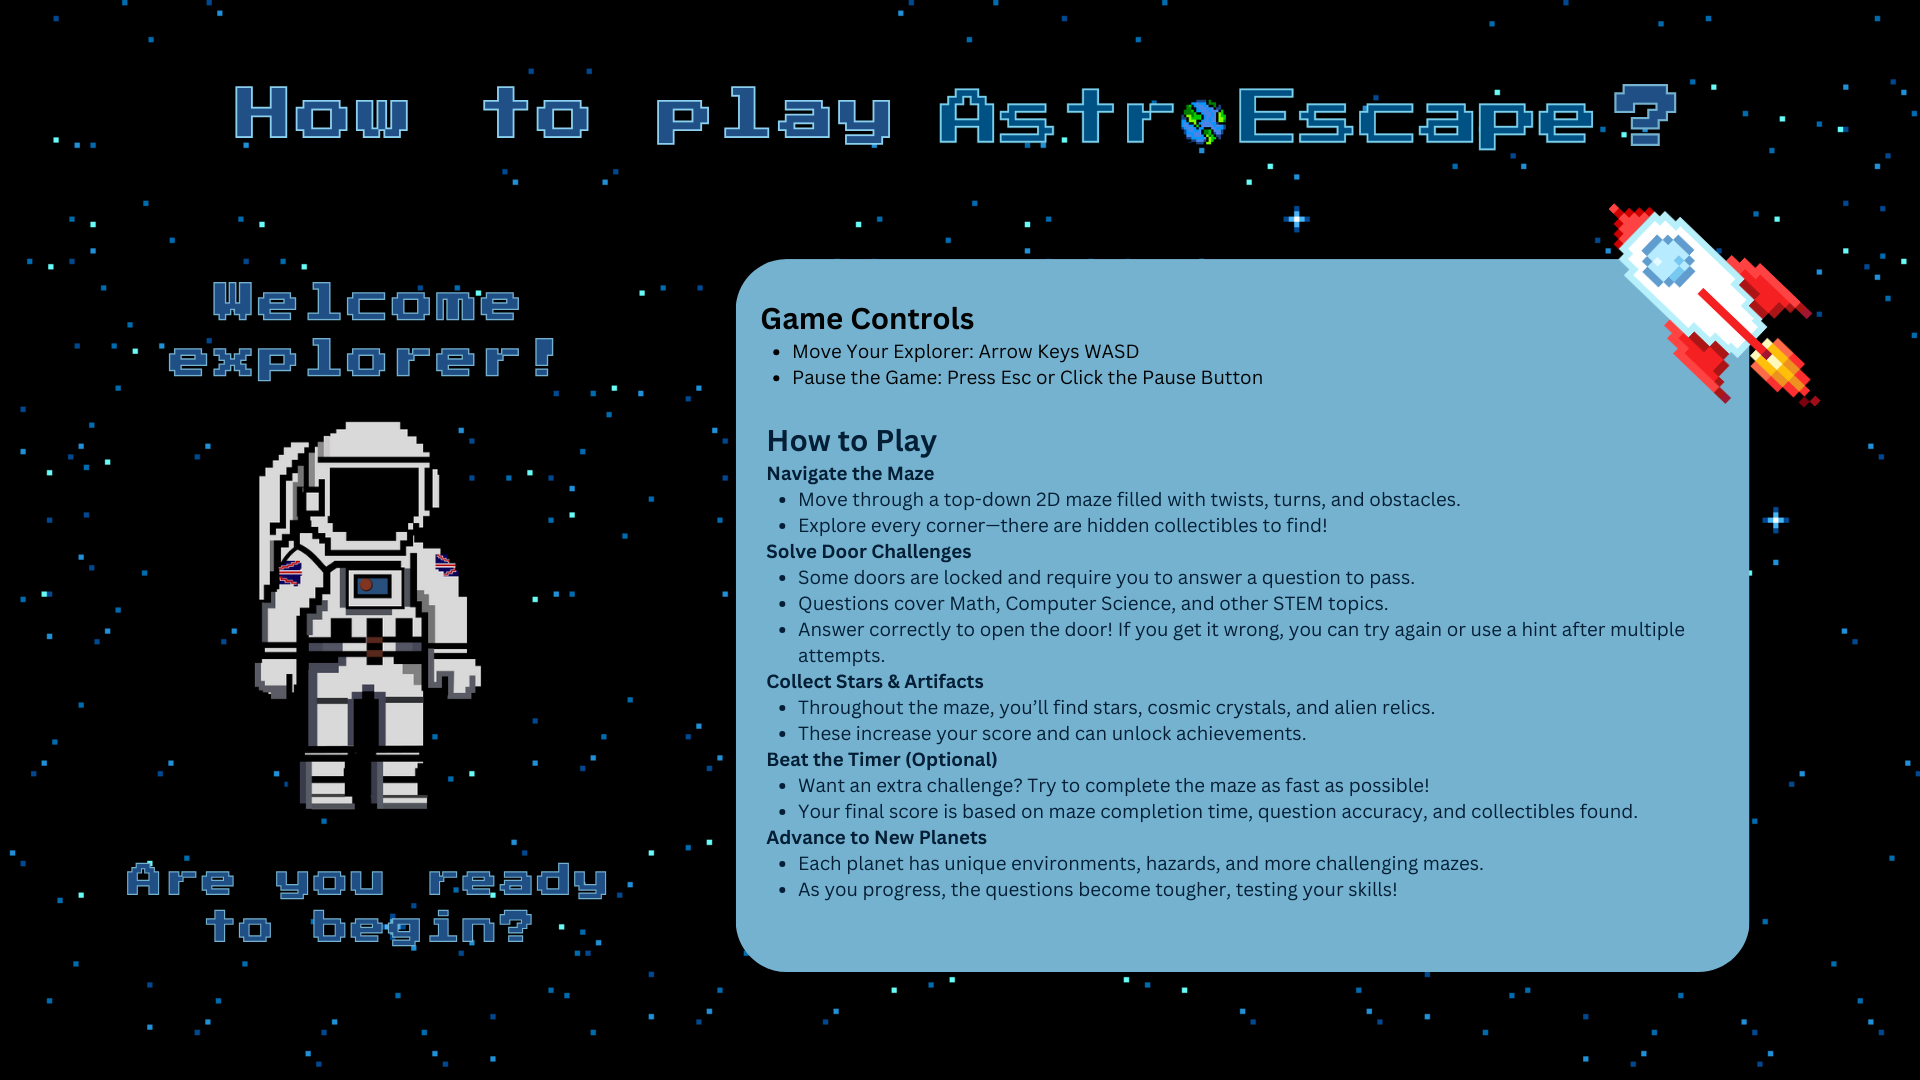 How to play AstrEscape?
Welcome
explorer!
Are you ready
to begin?
Game Controls
• Move Your Explorer: Arrow Keys WASD
• Pause the Game: Press Esc or Click the Pause Button
How to Play
Navigate the Maze
• Move through a top-down 2D maze filled with twists, turns, and obstacles.
• Explore every corner—there are hidden collectibles to find!
Solve Door Challenges
• Some doors are locked and require you to answer a question to pass.
• Questions cover Math, Computer Science, and other STEM topics.
• Answer correctly to open the door! If you get it wrong, you can try again or use a hint after multiple
attempts.
Collect Stars & Artifacts
• Throughout the maze, you’ll find stars, cosmic crystals, and alien relics.
• These increase your score and can unlock achievements.
Beat the Timer (Optional)
• Want an extra challenge? Try to complete the maze as fast as possible!
• Your final score is based on maze completion time, question accuracy, and collectibles found.
Advance to New Planets
• Each planet has unique environments, hazards, and more challenging mazes.
• As you progress, the questions become tougher, testing your skills!